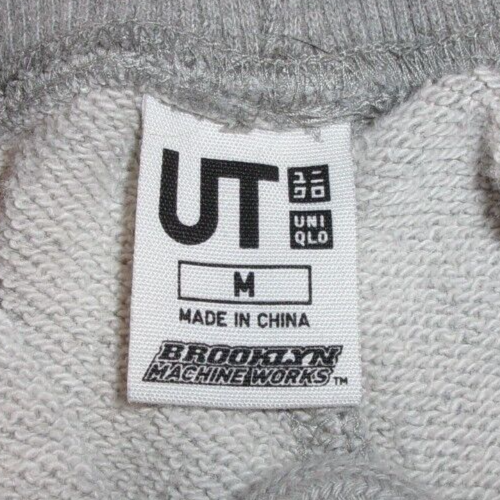 UT
ユニ
クロ
UNI
QLO
M
MADE IN CHINA
BROOKLYN
MACHINE WORKS™